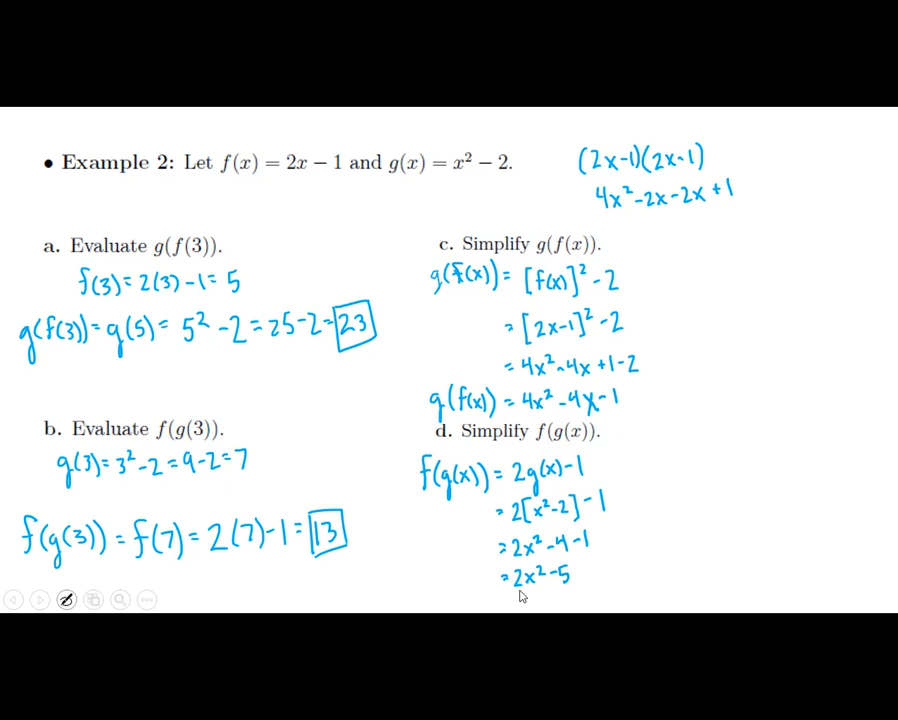 • Example 2: Let f(x) = 2x − 1 and g(x) = x² − 2.
(2x-1)(2x-1)
4x²-2x-2x+1
a. Evaluate g(f(3)).
f(3)=2(3)-1=5
g(f(3))=g(5)=5²-2=25-2=23
b. Evaluate f(g(3)).
g(3)=3²-2=9-2=7
f(g(3))=f(7)=2(7)-1=13
c. Simplify g(f(x)).
g(f(x))=[f(x)]²-2
=[2x-1]²-2
=4x²-4x+1-2
g(f(x))=4x²-4x-1
d. Simplify f(g(x)).
f(g(x))=2g(x)-1
=2[x²-2]-1
=2x²-4-1
=2x²-5